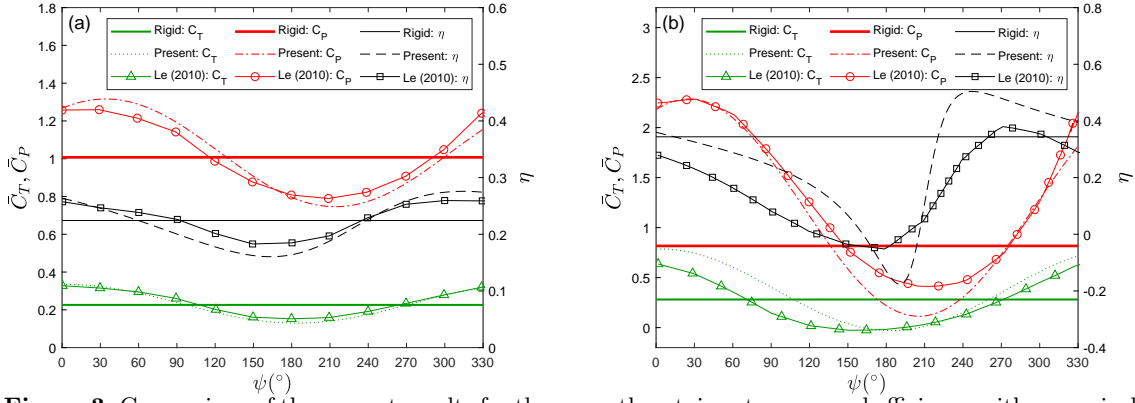 (a)
Rigid: C_T
Rigid: C_P
Rigid: η
Present: C_T
Present: C_P
Present: η
Le (2010): C_T
Le (2010): C_P
Le (2010): η
1.8
1.6
1.4
1.2
1
0.8
0.6
0.4
0.2
0
C̄_T, C̄_P
0.6
0.5
0.4
0.3
0.2
0.1
0
η
0 30 60 90 120 150 180 210 240 270 300 330
ψ(°)
(b)
Rigid: C_T
Rigid: C_P
Rigid: η
Present: C_T
Present: C_P
Present: η
Le (2010): C_T
Le (2010): C_P
Le (2010): η
3
2.5
2
1.5
1
0.5
0
C̄_T, C̄_P
0.8
0.6
0.4
0.2
0
-0.2
-0.4
η
0 30 60 90 120 150 180 210 240 270 300 330
ψ(°)
Figure Comparison of the present results for the mean thrust, input power and efficiency with numerical